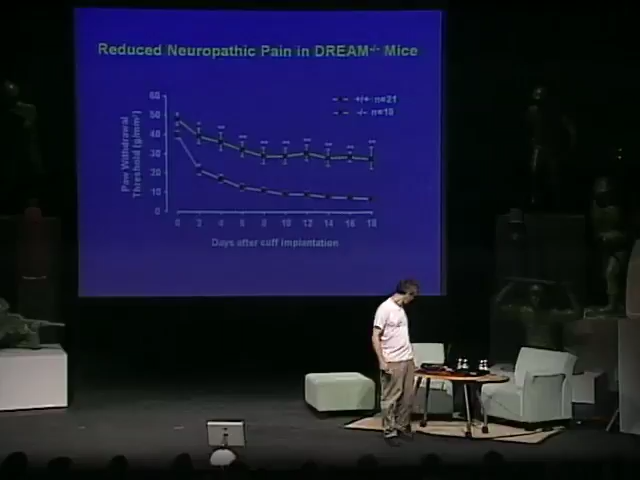 Reduced Neuropathic Pain in DREAM-/- Mice
+/+ n=21
-/- n=19
60
50
40
30
20
10
0
Paw Withdrawal
Threshold (g/mm²)
0 2 4 6 8 10 12 14 16 18
Days after cuff implantation